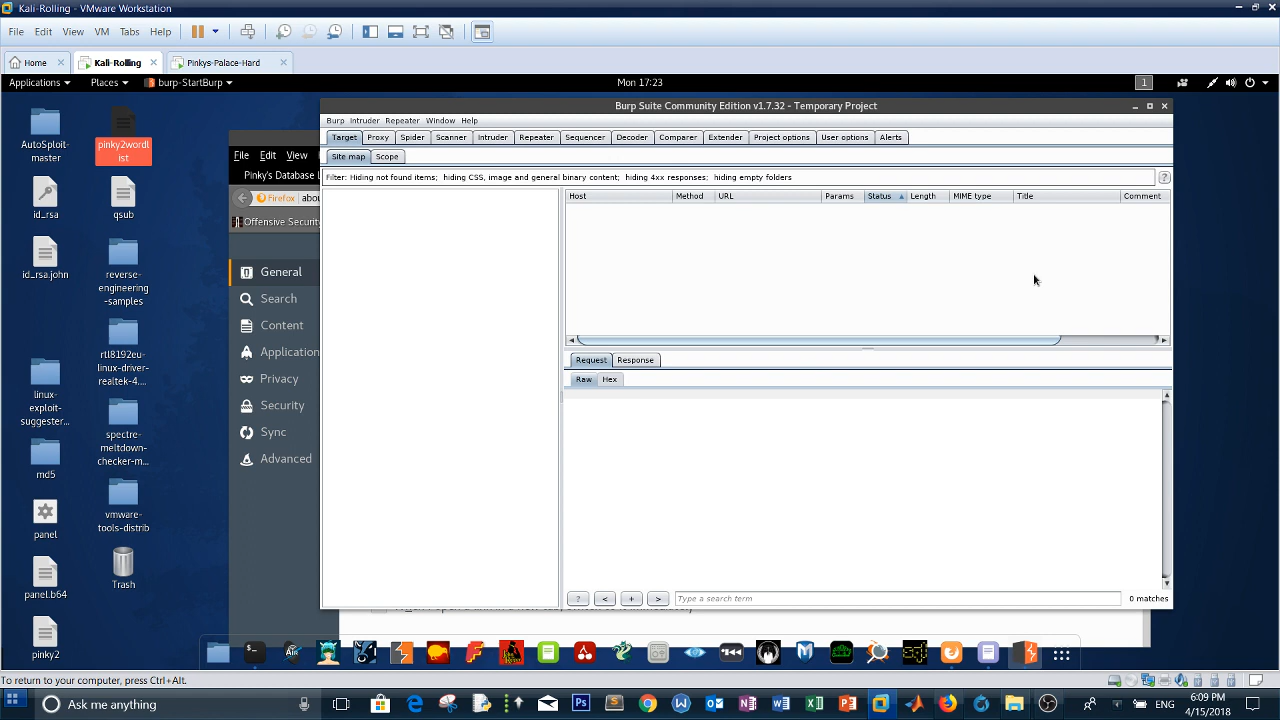 Kali-Rolling - VMware Workstation
File Edit View VM Tabs Help
Home Kali-Rolling Pinkys-Palace-Hard
Applications Places burp-StartBurp Mon 17:23 1
Burp Suite Community Edition v1.7.32 - Temporary Project
Burp Intruder Repeater Window Help
Target Proxy Spider Scanner Intruder Repeater Sequencer Decoder Comparer Extender Project options User options Alerts
Site map Scope
Filter: Hiding not found items; hiding CSS, image and general binary content; hiding 4xx responses; hiding empty folders ?
Host Method URL Params Status Length MIME type Title Comment
Request Response
Raw Hex
? < + > Type a search term 0 matches
AutoSploit-
master
pinky2wordl
ist
id_rsa
qsub
id_rsa.john
reverse-
engineering
-samples
rtl8192eu-
linux-driver-
realtek-4....
linux-
exploit-
suggester...
spectre-
meltdown-
checker-m...
md5
vmware-
tools-distrib
panel
panel.b64
Trash
pinky2
File Edit View
Pinky's Database L
Firefox abou
Offensive Securit
General
Search
Content
Application
Privacy
Security
Sync
Advanced
To return to your computer, press Ctrl+Alt.
Ask me anything
ENG
6:09 PM
4/15/2018